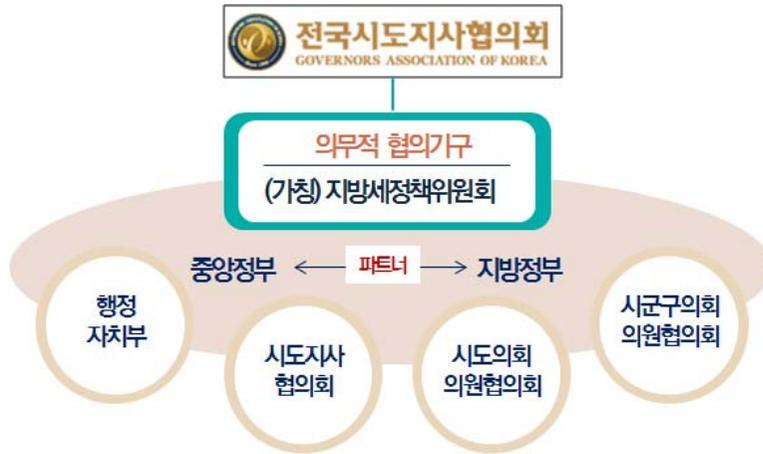 전국시도지사협의회
GOVERNORS ASSOCIATION OF KOREA
의무적 협의기구
(가칭) 지방세정책위원회
중앙정부 파트너 지방정부
행정
자치부
시도지사
협의회
시도의회
의원협의회
시군구의회
의원협의회